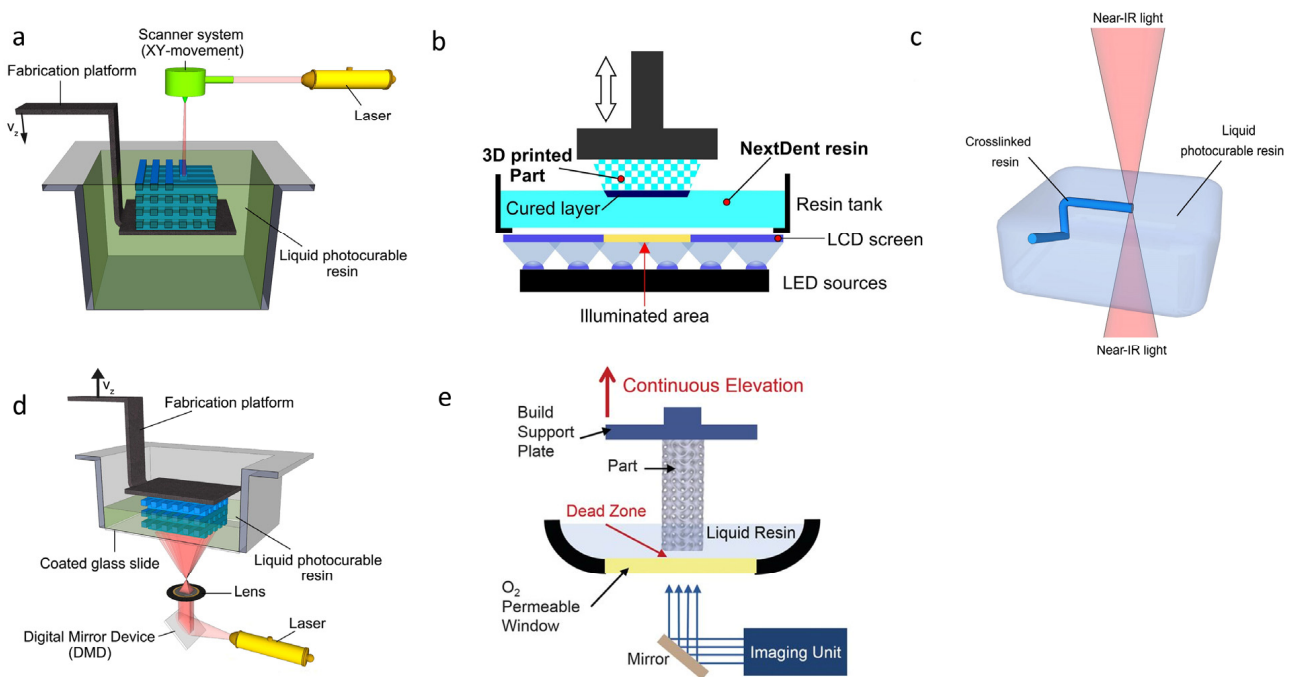 a
Scanner system
(XY-movement)
Fabrication platform
Vz
Laser
Liquid photocurable
resin
b
3D printed
Part
NextDent resin
Cured layer
Resin tank
LCD screen
LED sources
Illuminated area
c
Near-IR light
Crosslinked
resin
Liquid
photocurable resin
Near-IR light
d
Vz
Fabrication platform
Coated glass slide
Liquid photocurable
resin
Lens
Laser
Digital Mirror Device
(DMD)
e
Continuous Elevation
Build
Support
Plate
Part
Dead Zone
Liquid Resin
O2
Permeable
Window
Mirror
Imaging Unit